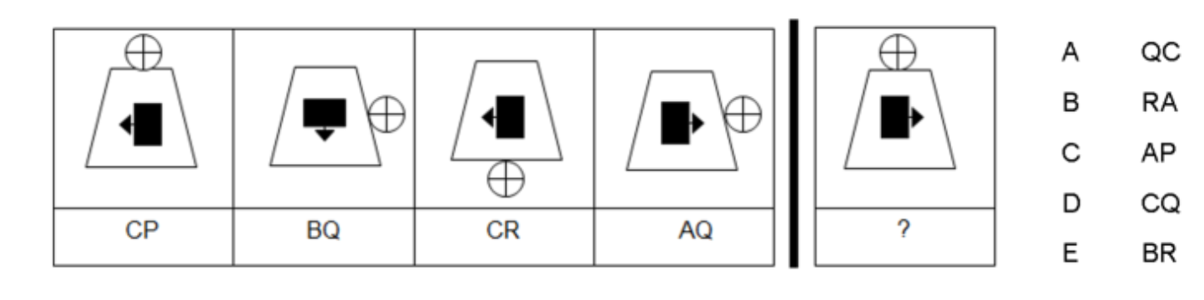 CP BQ CR AQ ?
A QC
B RA
C AP
D CQ
E BR